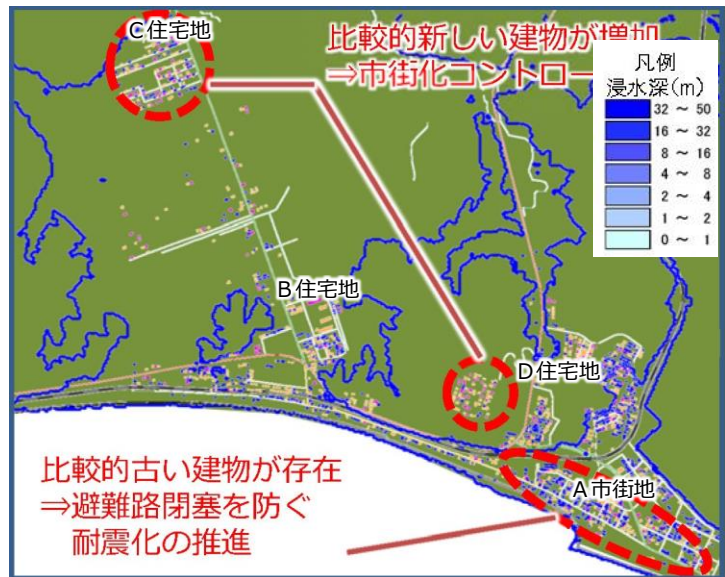 C住宅地
比較的新しい建物が増加
⇒市街化コントロー
凡例
浸水深(m)
32 ～ 50
16 ～ 32
8 ～ 16
4 ～ 8
2 ～ 4
1 ～ 2
0 ～ 1
B住宅地
D住宅地
A市街地
比較的古い建物が存在
⇒避難路閉塞を防ぐ
耐震化の推進